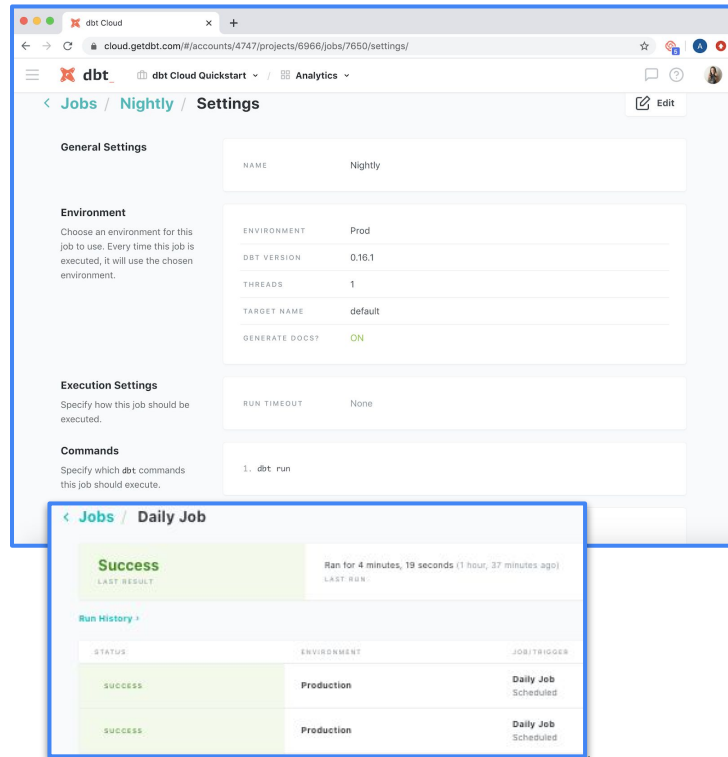 dbt Cloud
cloud.getdbt.com/#/accounts/4747/projects/6966/jobs/7650/settings/
6
A
dbt_ dbt Cloud Quickstart / Analytics
Jobs / Nightly / Settings
Edit
General Settings
NAME Nightly
Environment
Choose an environment for this
job to use. Every time this job is
executed, it will use the chosen
environment.
ENVIRONMENT Prod
DBT VERSION 0.16.1
THREADS 1
TARGET NAME default
GENERATE DOCS? ON
Execution Settings
Specify how this job should be
executed.
RUN TIMEOUT None
Commands
Specify which dbt commands
this job should execute.
1. dbt run
Jobs / Daily Job
Success
LAST RESULT
Ran for 4 minutes, 19 seconds (1 hour, 37 minutes ago)
LAST RUN
Run History
STATUS ENVIRONMENT JOB/TRIGGER
SUCCESS Production Daily Job
Scheduled
SUCCESS Production Daily Job
Scheduled